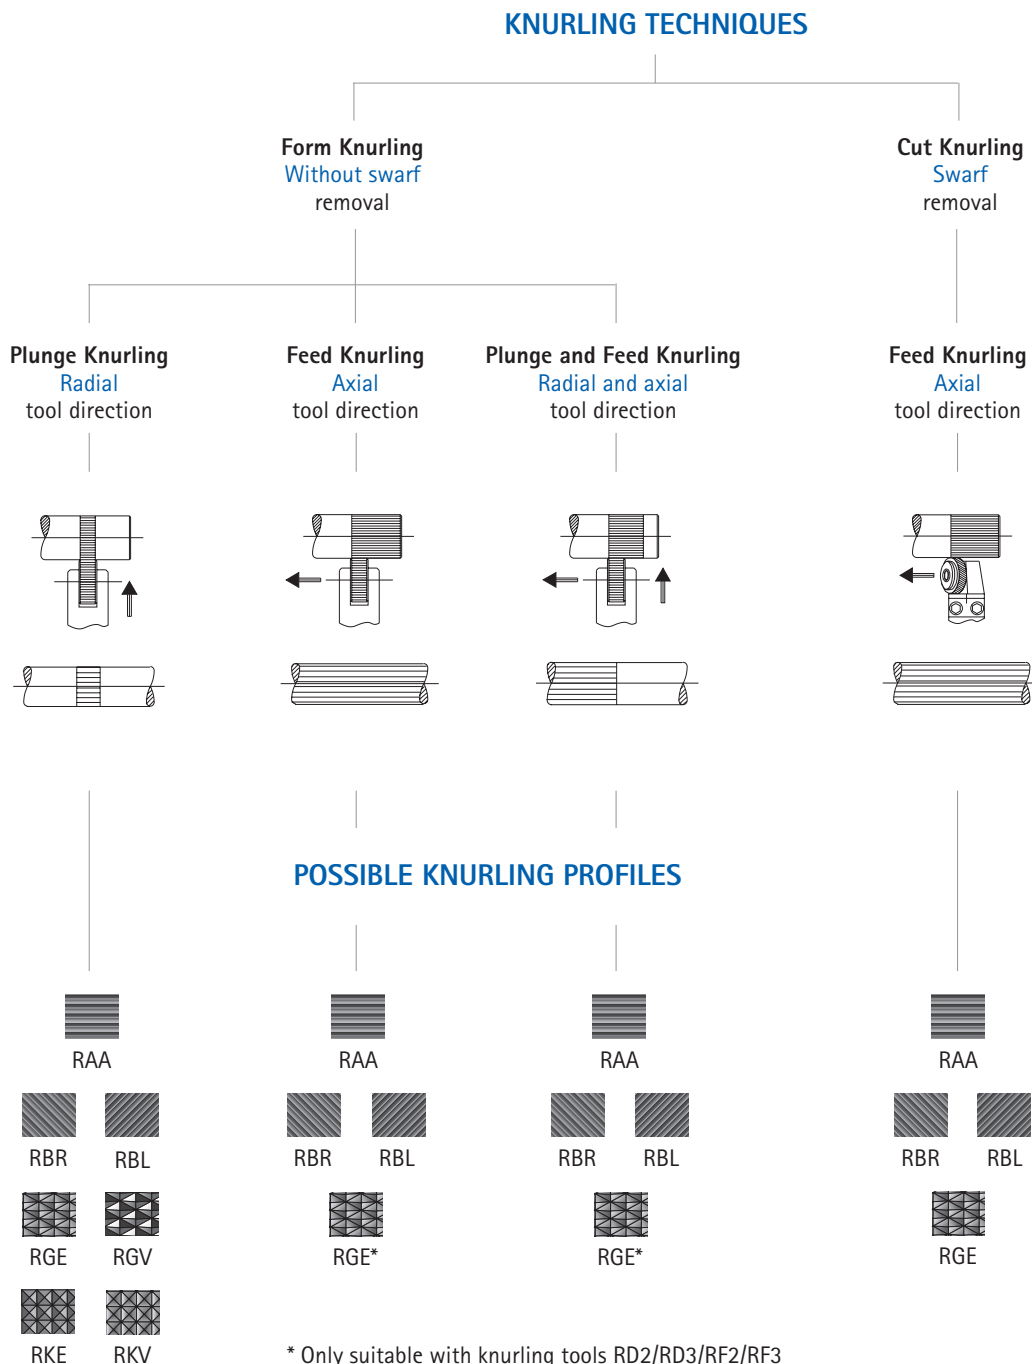 KNURLING TECHNIQUES
Form Knurling
Without swarf
removal
Cut Knurling
Swarf
removal
Plunge Knurling
Radial
tool direction
Feed Knurling
Axial
tool direction
Plunge and Feed Knurling
Radial and axial
tool direction
Feed Knurling
Axial
tool direction
POSSIBLE KNURLING PROFILES
RAA
RAA
RAA
RAA
RBR
RBL
RBR
RBL
RBR
RBL
RBR
RBL
RGE
RGV
RGE*
RGE*
RGE
RKE
RKV
* Only suitable with knurling tools RD2/RD3/RF2/RF3